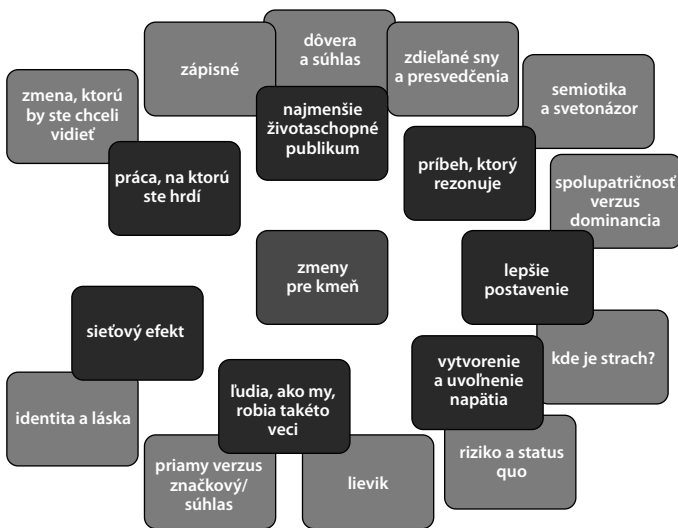 dôvera
a súhlas
zápisné
zdieľané sny
a presvedčenia
zmena, ktorú
by ste chceli
vidieť
semiotika
a svetonázor
najmenšie
životaschopné
publikum
práca, na ktorú
ste hrdí
príbeh, ktorý
rezonuje
spolupatričnosť
verzus
dominancia
zmeny
pre kmeň
lepšie
postavenie
sieťový efekt
vytvorenie
a uvoľnenie
napätia
kde je strach?
ľudia, ako my,
robia takéto
veci
identita a láska
priamy verzus
značkový/
súhlas
lievik
riziko a status
quo